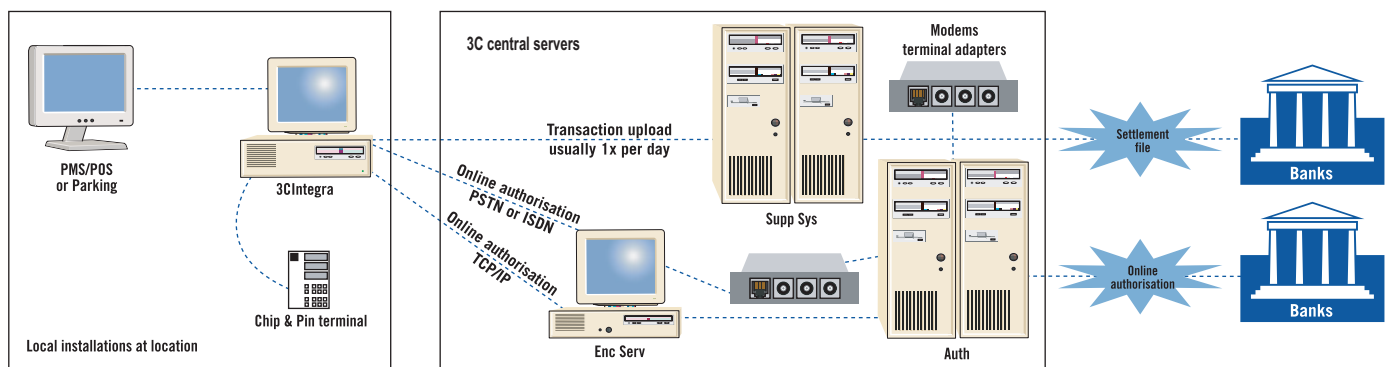 PMS/POS
or Parking
3CIntegra
Chip & Pin terminal
Local installations at location
3C central servers
Transaction upload
usually 1x per day
Online authorisation
PSTN or ISDN
Online authorisation
TCP/IP
Enc Serv
Supp Sys
Modems
terminal adapters
Auth
Settlement
file
Banks
Online
authorisation
Banks